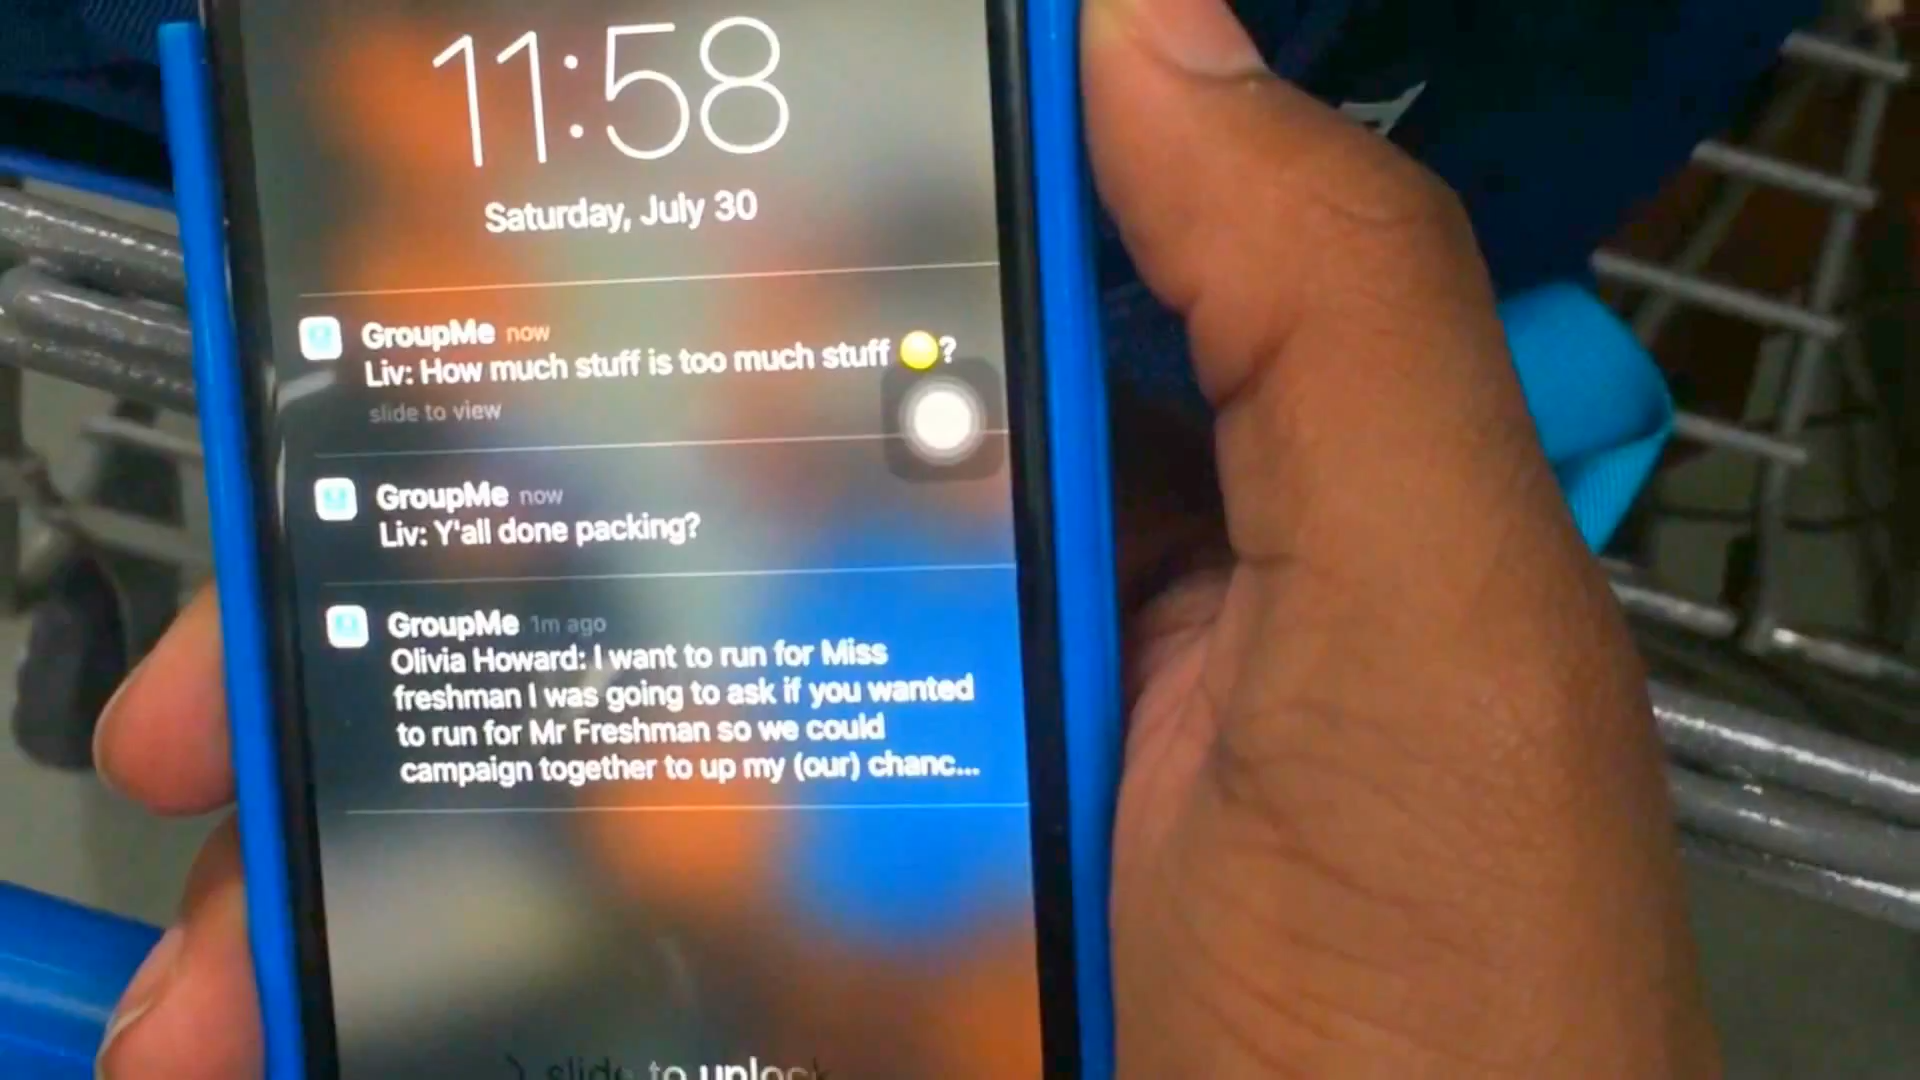 11:58
Saturday, July 30
GroupMe now
Liv: How much stuff is too much stuff 🟡?
slide to view
GroupMe now
Liv: Y'all done packing?
GroupMe 1m ago
Olivia Howard: I want to run for Miss
freshman I was going to ask if you wanted
to run for Mr Freshman so we could
campaign together to up my (our) chanc...
slide to unlock